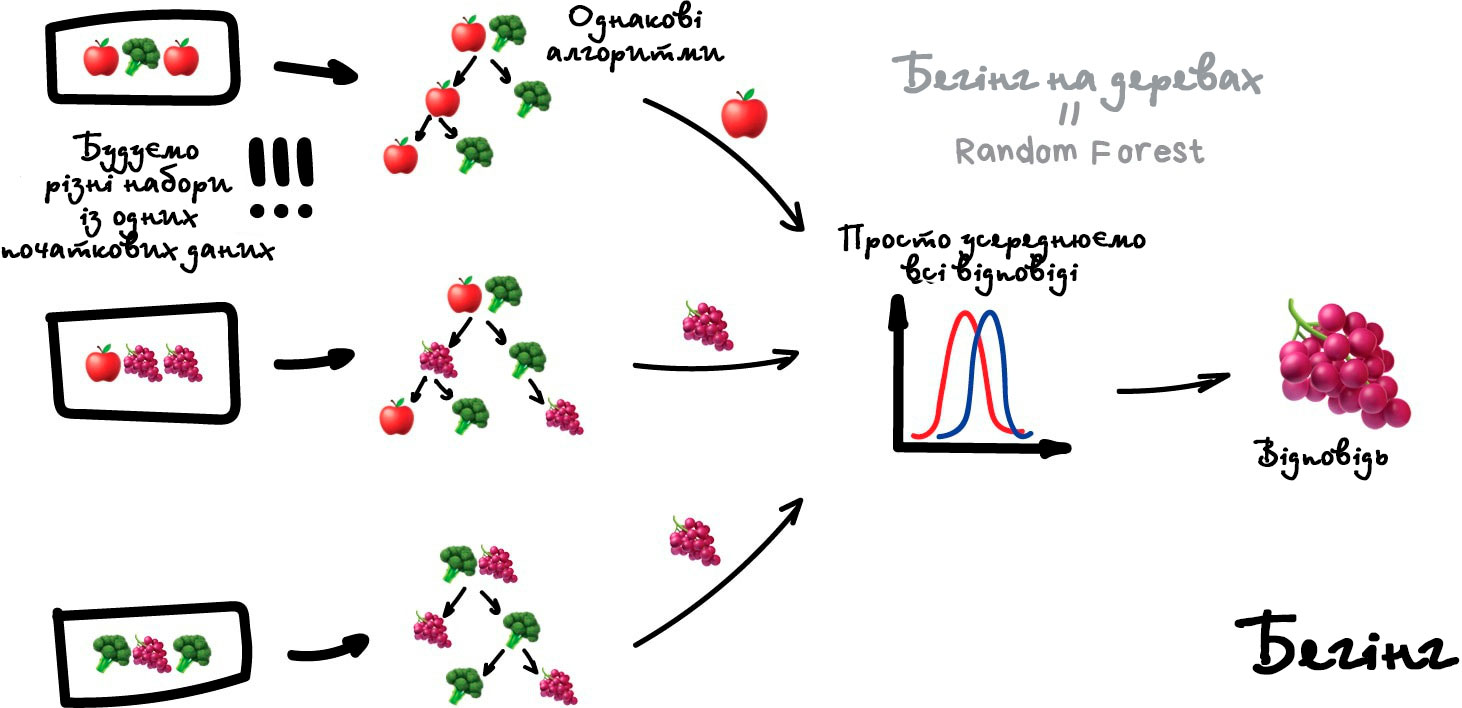 Однакові
алгоритми
Бегінг на деревах
=
Random Forest
Будуємо
різні набори
із одних
початкових даних
!!!
Просто усереднюємо
всі відповіді
Відповідь
Бегінг